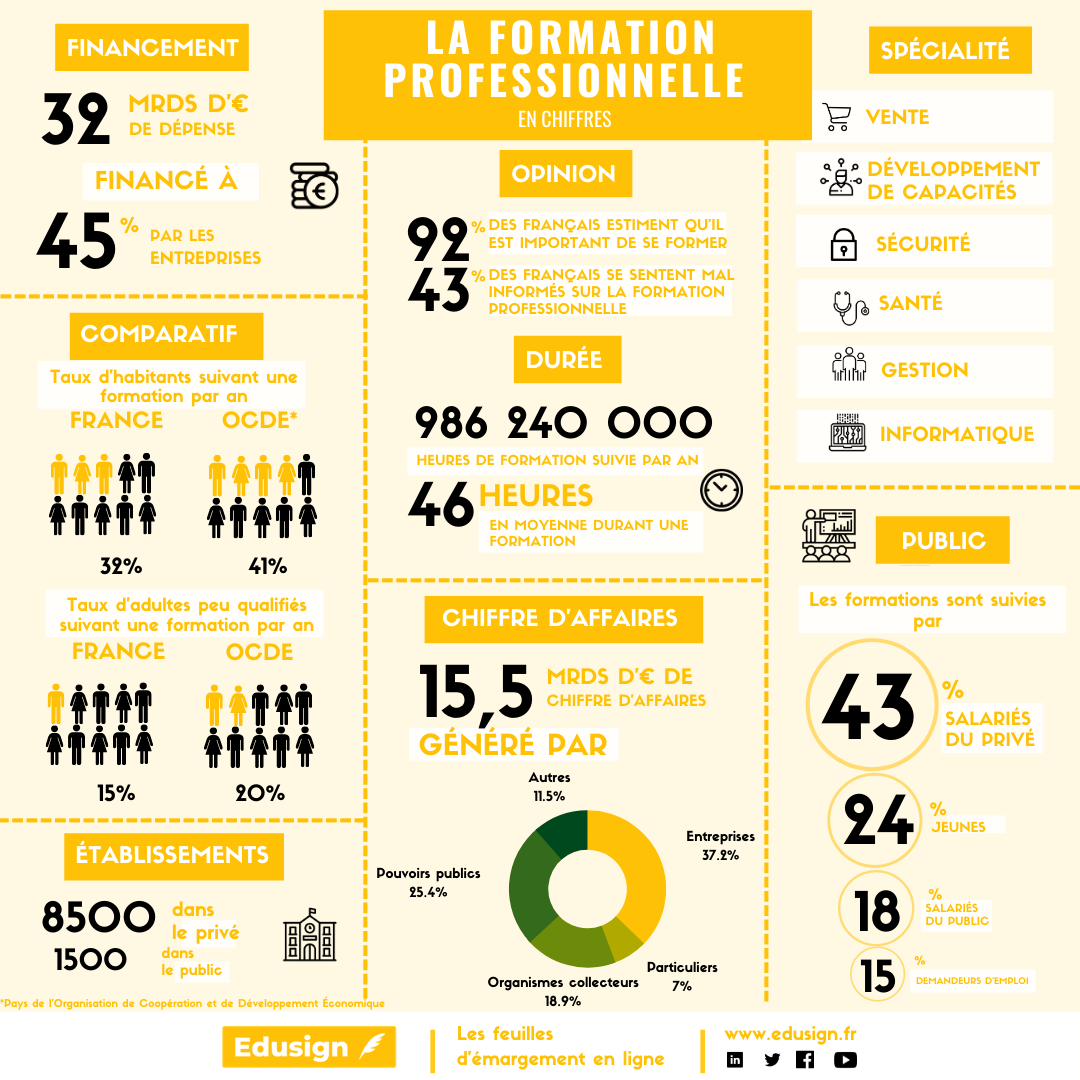 LA FORMATION
PROFESSIONNELLE
EN CHIFFRES
FINANCEMENT
32
MRDS D'€
DE DÉPENSE
FINANCÉ À
45
%
PAR LES
ENTREPRISES
COMPARATIF
Taux d'habitants suivant une
formation par an
FRANCE
OCDE*
32%
41%
Taux d'adultes peu qualifiés
suivant une formation par an
FRANCE
OCDE
15%
20%
ÉTABLISSEMENTS
8500
dans
le privé
1500
dans
le public
*Pays de l'Organisation de Coopération et de Développement Économique
OPINION
92
% DES FRANÇAIS ESTIMENT QU'IL
EST IMPORTANT DE SE FORMER
43
% DES FRANÇAIS SE SENTENT MAL
INFORMÉS SUR LA FORMATION
PROFESSIONNELLE
DURÉE
986 240 000
HEURES DE FORMATION SUIVIE PAR AN
46
HEURES
EN MOYENNE DURANT UNE
FORMATION
CHIFFRE D'AFFAIRES
15,5
MRDS D'€ DE
CHIFFRE D'AFFAIRES
GÉNÉRÉ PAR
Autres
11.5%
Entreprises
37.2%
Pouvoirs publics
25.4%
Particuliers
7%
Organismes collecteurs
18.9%
SPÉCIALITÉ
VENTE
DÉVELOPPEMENT
DE CAPACITÉS
SÉCURITÉ
SANTÉ
GESTION
INFORMATIQUE
PUBLIC
Les formations sont suivies
par
43
%
SALARIÉS
DU PRIVÉ
24
%
JEUNES
18
%
SALARIÉS
DU PUBLIC
15
%
DEMANDEURS D'EMPLOI
Edusign
Les feuilles
d'émargement en ligne
www.edusign.fr